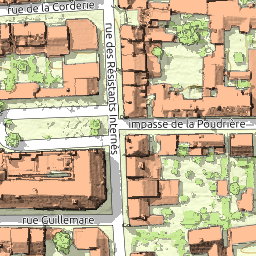 rue de la Corderie
rue des Résistants Internés
impasse de la Poudrière
rue Guillemare